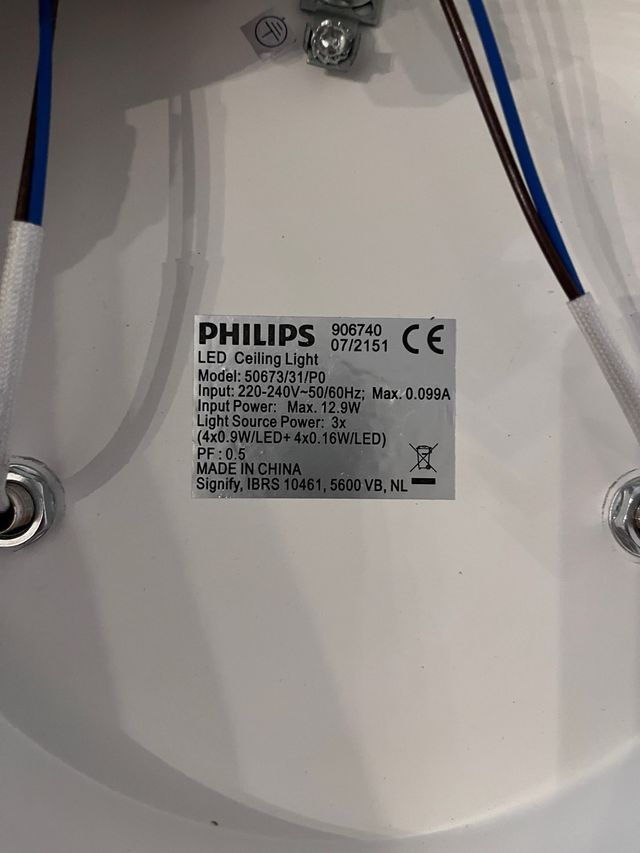 PHILIPS 906740 CE
07/2151
LED Ceiling Light
Model: 50673/31/P0
Input: 220-240V~50/60Hz; Max. 0.099A
Input Power: Max. 12.9W
Light Source Power: 3x
(4x0.9W/LED+ 4x0.16W/LED)
PF : 0.5
MADE IN CHINA
Signify, IBRS 10461, 5600 VB, NL